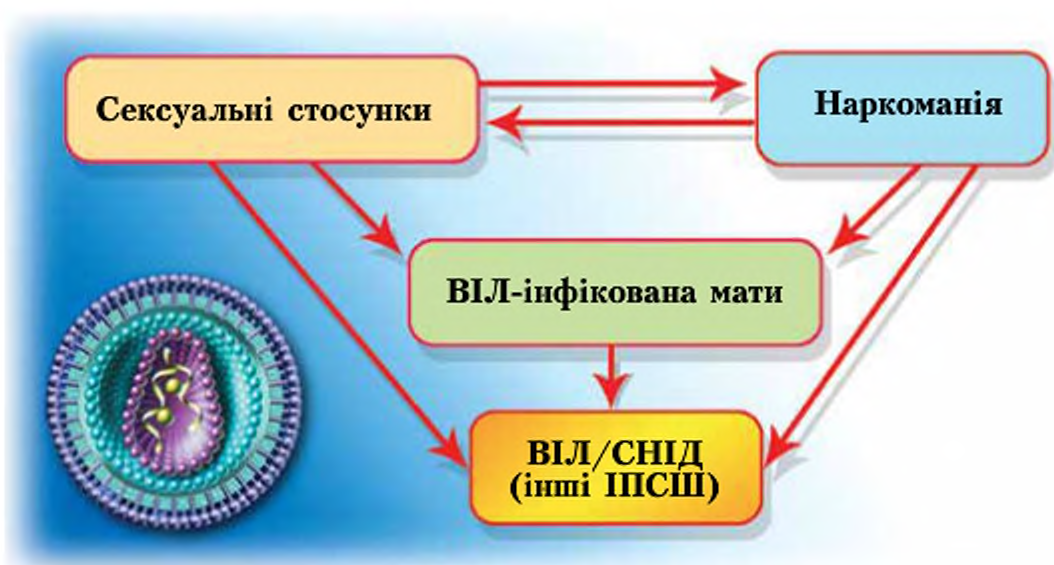 Сексуальні стосунки
Наркоманія
ВІЛ-інфікована мати
ВІЛ/СНІД
(інші ІПСШ)